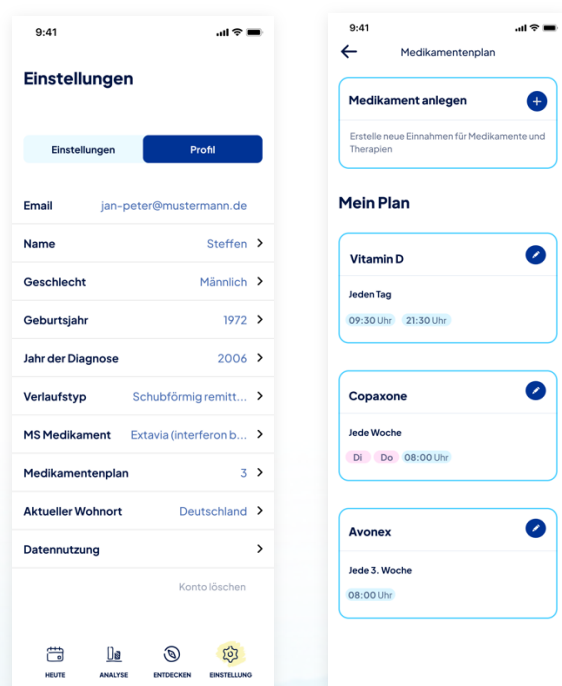 9:41
Einstellungen
Einstellungen Profil
Email jan-peter@mustermann.de
Name Steffen
Geschlecht Männlich
Geburtsjahr 1972
Jahr der Diagnose 2006
Verlaufstyp Schubförmig remitt...
MS Medikament Extavia (interferon b...
Medikamentenplan 3
Aktueller Wohnort Deutschland
Datennutzung
Konto löschen
HEUTE ANALYSE ENTDECKEN EINSTELLUNG
9:41
Medikamentenplan
Medikament anlegen
Erstelle neue Einnahmen für Medikamente und
Therapien
Mein Plan
Vitamin D
Jeden Tag
09:30 Uhr 21:30 Uhr
Copaxone
Jede Woche
Di Do 08:00 Uhr
Avonex
Jede 3. Woche
08:00 Uhr